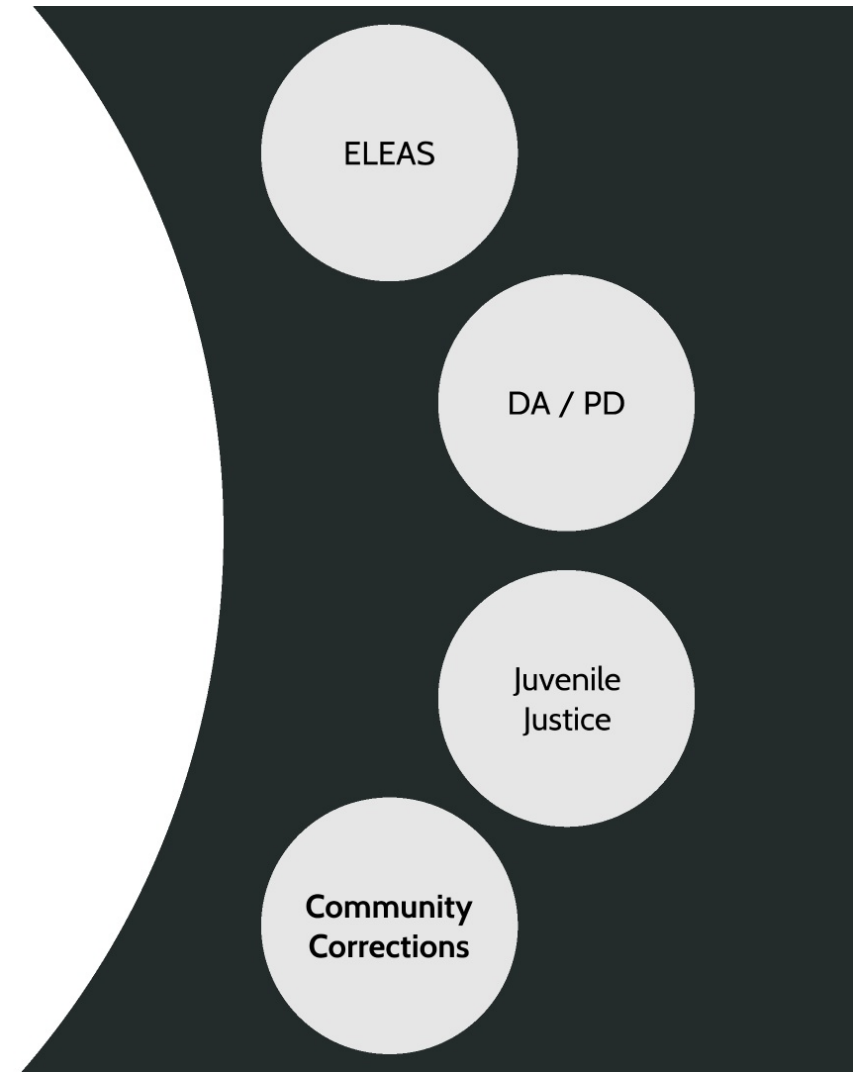 ELEAS
DA / PD
Juvenile
Justice
Community
Corrections